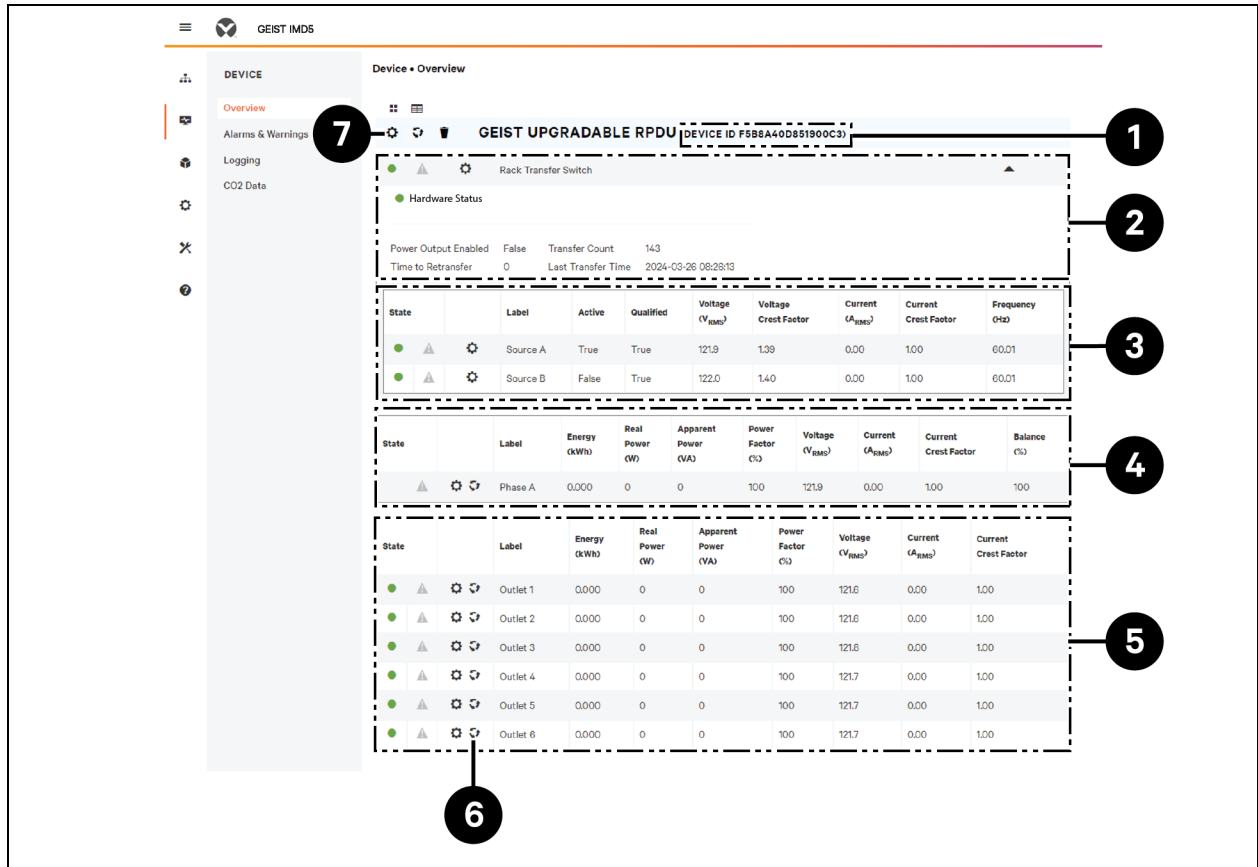 GEIST IMD5
DEVICE
Overview
Alarms & Warnings
Logging
CO2 Data
Device • Overview
7
GEIST UPGRADABLE RPDU (DEVICE ID F5B8A40D851900C3)
1
Rack Transfer Switch
Hardware Status
2
Power Output Enabled False Transfer Count 143
Time to Retransfer 0 Last Transfer Time 2024-03-26 08:28:13
State Label Active Qualified Voltage (VRMS) Voltage Crest Factor Current (ARMS) Current Crest Factor Frequency (Hz)
Source A True True 121.9 1.39 0.00 1.00 60.01
3
Source B False True 122.0 1.40 0.00 1.00 60.01
State Label Energy (kWh) Real Power (W) Apparent Power (VA) Power Factor (%) Voltage (VRMS) Current (ARMS) Current Crest Factor Balance (%)
4
Phase A 0.000 0 0 100 121.9 0.00 1.00 100
State Label Energy (kWh) Real Power (W) Apparent Power (VA) Power Factor (%) Voltage (VRMS) Current (ARMS) Current Crest Factor
Outlet 1 0.000 0 0 100 121.6 0.00 1.00
Outlet 2 0.000 0 0 100 121.6 0.00 1.00
Outlet 3 0.000 0 0 100 121.6 0.00 1.00
5
Outlet 4 0.000 0 0 100 121.7 0.00 1.00
Outlet 5 0.000 0 0 100 121.7 0.00 1.00
Outlet 6 0.000 0 0 100 121.7 0.00 1.00
6